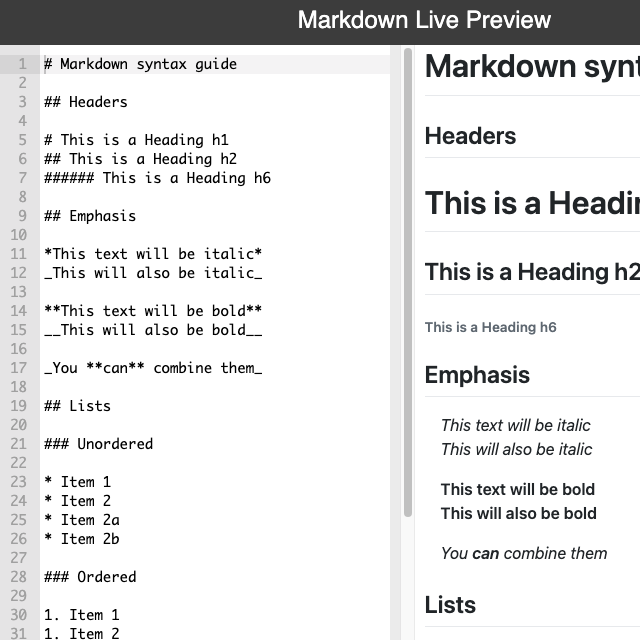 Markdown Live Preview
1 # Markdown syntax guide
2
3 ## Headers
4
5 # This is a Heading h1
6 ## This is a Heading h2
7 ###### This is a Heading h6
8
9 ## Emphasis
10
11 *This text will be italic*
12 _This will also be italic_
13
14 **This text will be bold**
15 __This will also be bold__
16
17 _You **can** combine them_
18
19 ## Lists
20
21 ### Unordered
22
23 * Item 1
24 * Item 2
25 * Item 2a
26 * Item 2b
27
28 ### Ordered
29
30 1. Item 1
31 1. Item 2
Markdown synt
Headers
This is a Headin
This is a Heading h2
This is a Heading h6
Emphasis
This text will be italic
This will also be italic
This text will be bold
This will also be bold
You can combine them
Lists